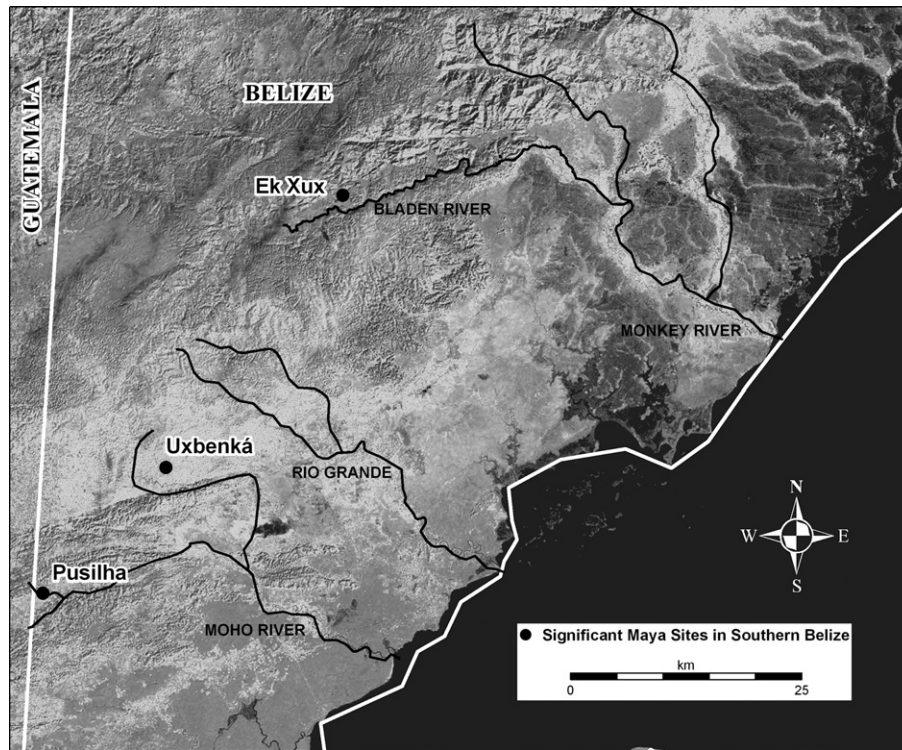 BELIZE
GUATEMALA
Ek Xux
BLADEN RIVER
MONKEY RIVER
Uxbenká
RIO GRANDE
N
W E
S
Pusilha
MOHO RIVER
Significant Maya Sites in Southern Belize
km
0 25